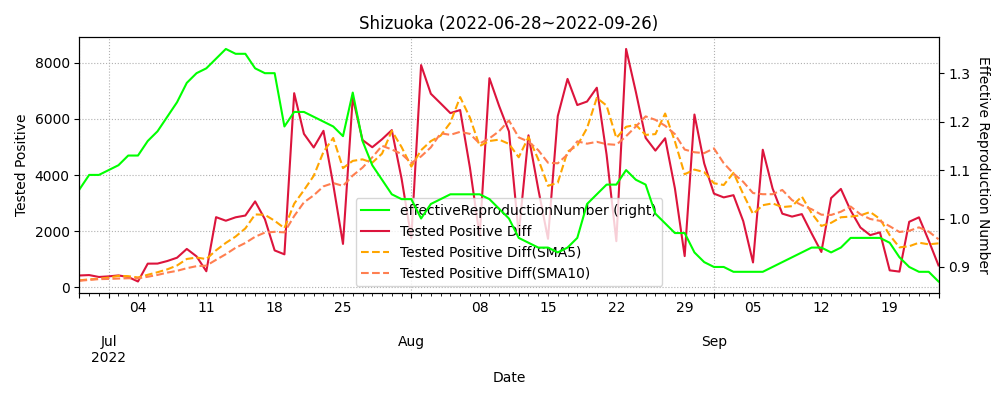 Shizuoka (2022-06-28~2022-09-26)
Tested Positive
8000
6000
4000
2000
0
1.3
1.2
1.1
1.0
0.9
Effective Reproduction Number
effectiveReproductionNumber (right)
Tested Positive Diff
Tested Positive Diff(SMA5)
Tested Positive Diff(SMA10)
04 11 18 25 08 15 22 29 05 12 19
Jul Aug Sep
2022
Date